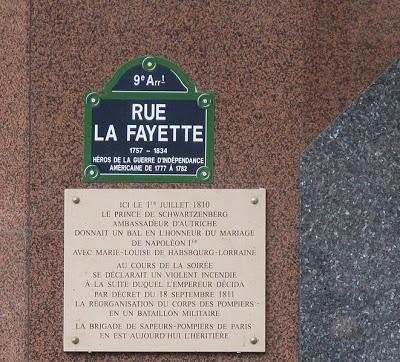 9e Arrt
RUE
LA FAYETTE
1757 - 1834
HÉROS DE LA GUERRE D'INDÉPENDANCE
AMÉRICAINE DE 1777 À 1782
ICI LE 1ER JUILLET 1810
LE PRINCE DE SCHWARTZENBERG
AMBASSADEUR D'AUTRICHE
DONNAIT UN BAL EN L'HONNEUR DU MARIAGE
DE NAPOLÉON IER
AVEC MARIE-LOUISE DE HABSBOURG-LORRAINE
AU COURS DE LA SOIRÉE
SE DÉCLARAIT UN VIOLENT INCENDIE
À LA SUITE DUQUEL L'EMPEREUR DÉCIDA
PAR DÉCRET DU 18 SEPTEMBRE 1811
LA RÉORGANISATION DU CORPS DES POMPIERS
EN UN BATAILLON MILITAIRE
LA BRIGADE DE SAPEURS-POMPIERS DE PARIS
EN EST AUJOURD'HUI L'HÉRITIÈRE